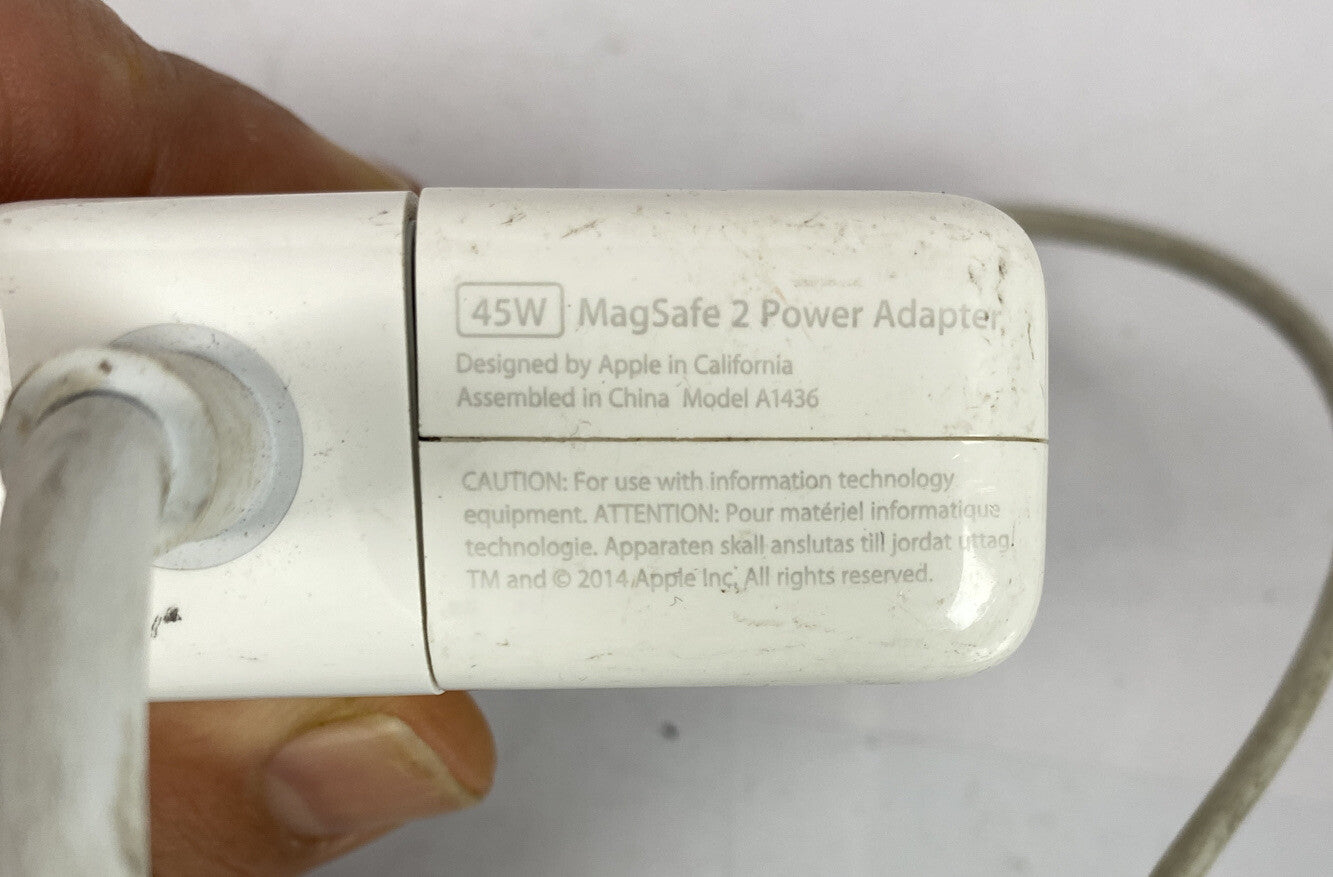 45W MagSafe 2 Power Adapter
Designed by Apple in California
Assembled in China Model A1436
CAUTION: For use with information technology
equipment. ATTENTION: Pour matériel informatique
technologie. Apparaten skall anslutas till jordat uttag.
TM and © 2014 Apple Inc. All rights reserved.